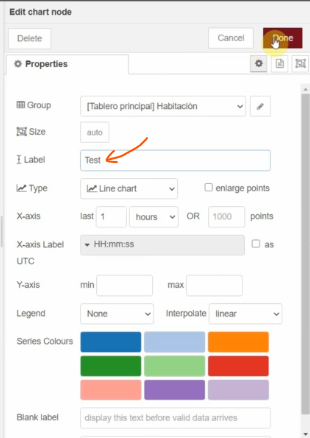 Edit chart node
Delete Cancel Done
Properties
Group [Tablero principal] Habitación
Size auto
Label Test
Type Line chart enlarge points
X-axis last 1 hours OR 1000 points
X-axis Label HH:mm:ss as
UTC
Y-axis min max
Legend None Interpolate linear
Series Colours
Blank label display this text before valid data arrives